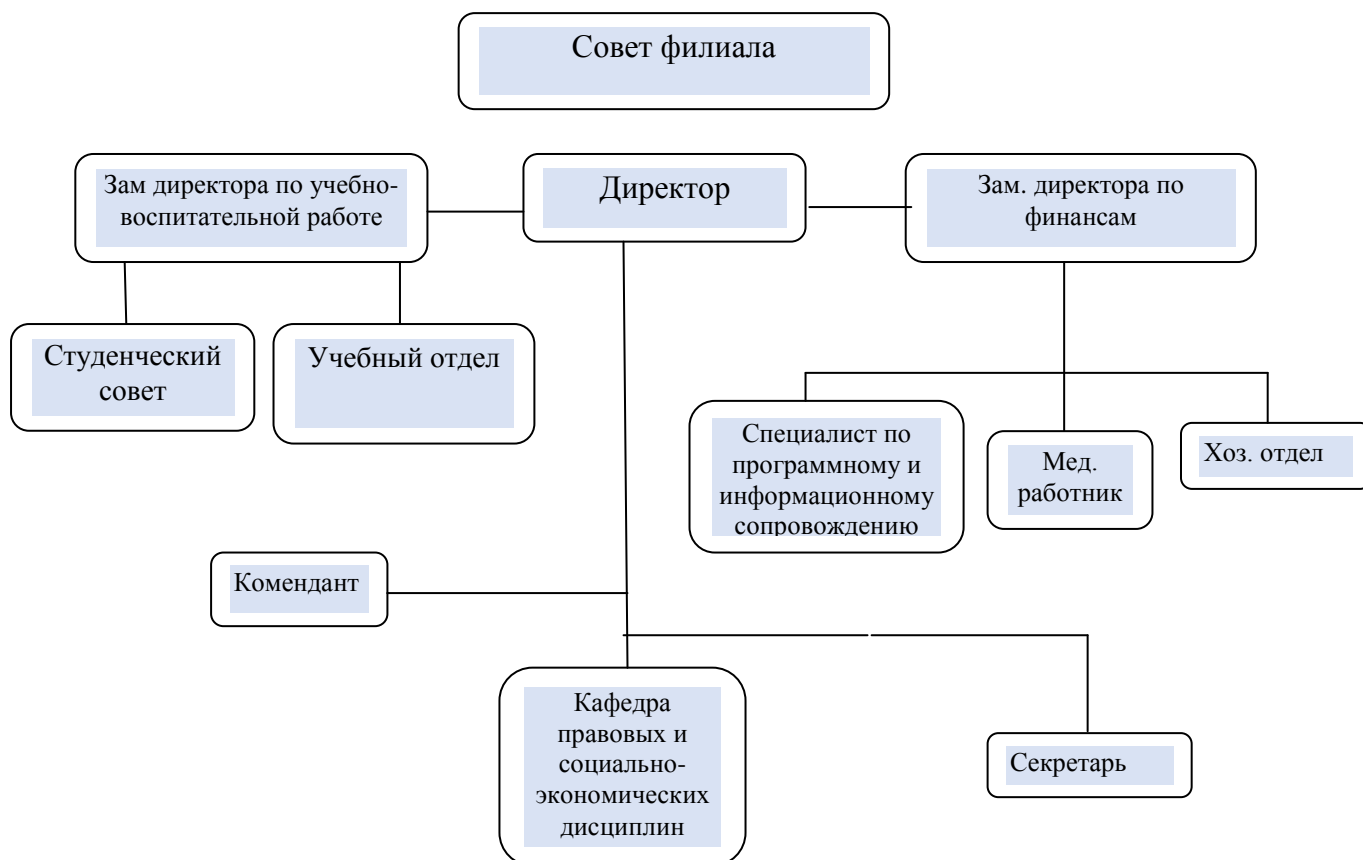 Совет филиала
Зам директора по учебно-
воспитательной работе
Директор
Зам. директора по
финансам
Студенческий
совет
Учебный отдел
Специалист по
программному и
информационному
сопровождению
Мед.
работник
Хоз. отдел
Комендант
Кафедра
правовых и
социально-
экономических
дисциплин
Секретарь